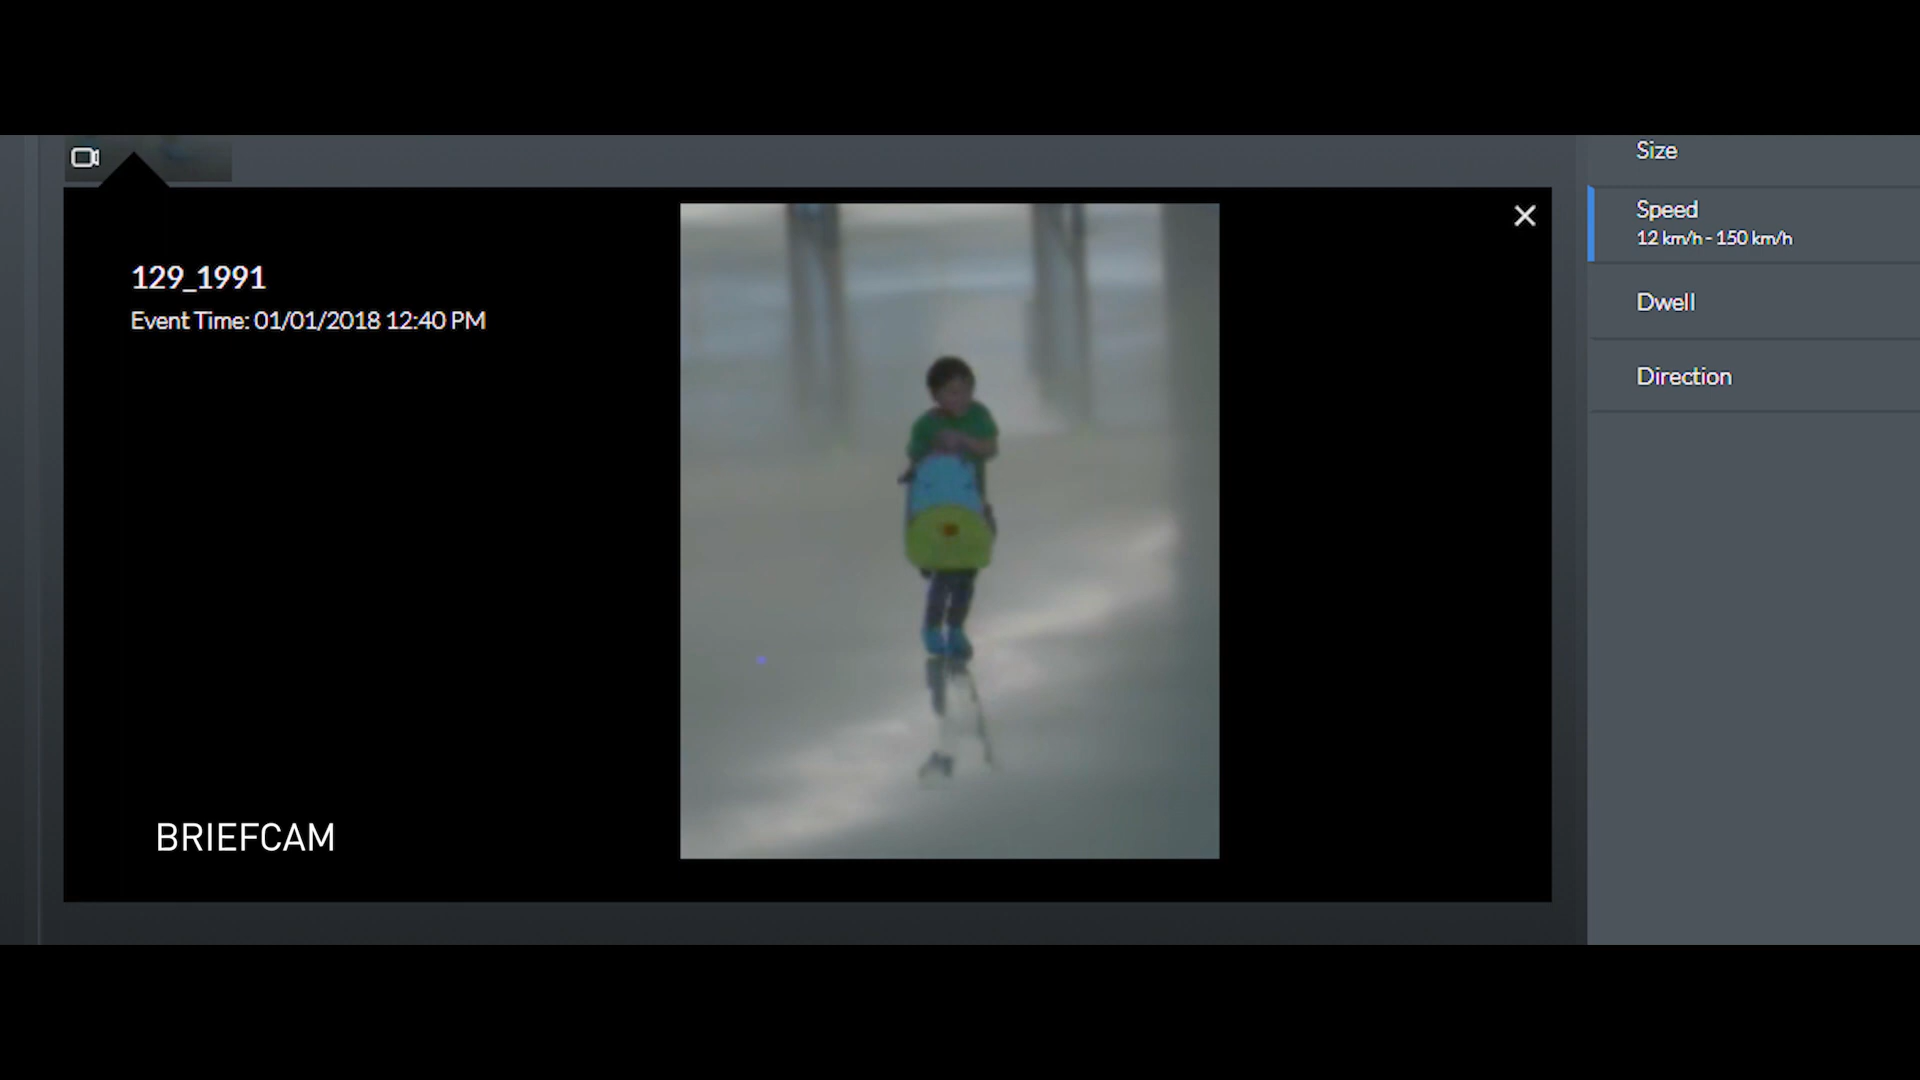 129_1991
Event Time: 01/01/2018 12:40 PM
BRIEFCAM
Size
Speed
12 km/h - 150 km/h
Dwell
Direction